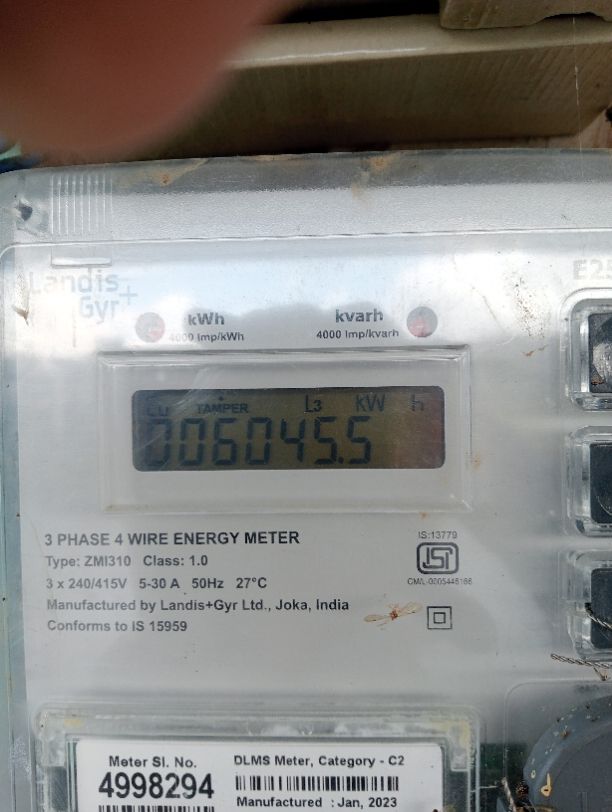 Landis
Gyr+
E25
kWh
4000 Imp/kWh
kvarh
4000 Imp/kvarh
Cu TAMPER L3 kW h
006045.5
3 PHASE 4 WIRE ENERGY METER
Type: ZMI310 Class: 1.0
3 x 240/415V 5-30 A 50Hz 27°C
Manufactured by Landis+Gyr Ltd., Joka, India
Conforms to IS 15959
IS:13779
ISI
Meter Sl. No.
4998294
DLMS Meter, Category - C2
Manufactured : Jan, 2023